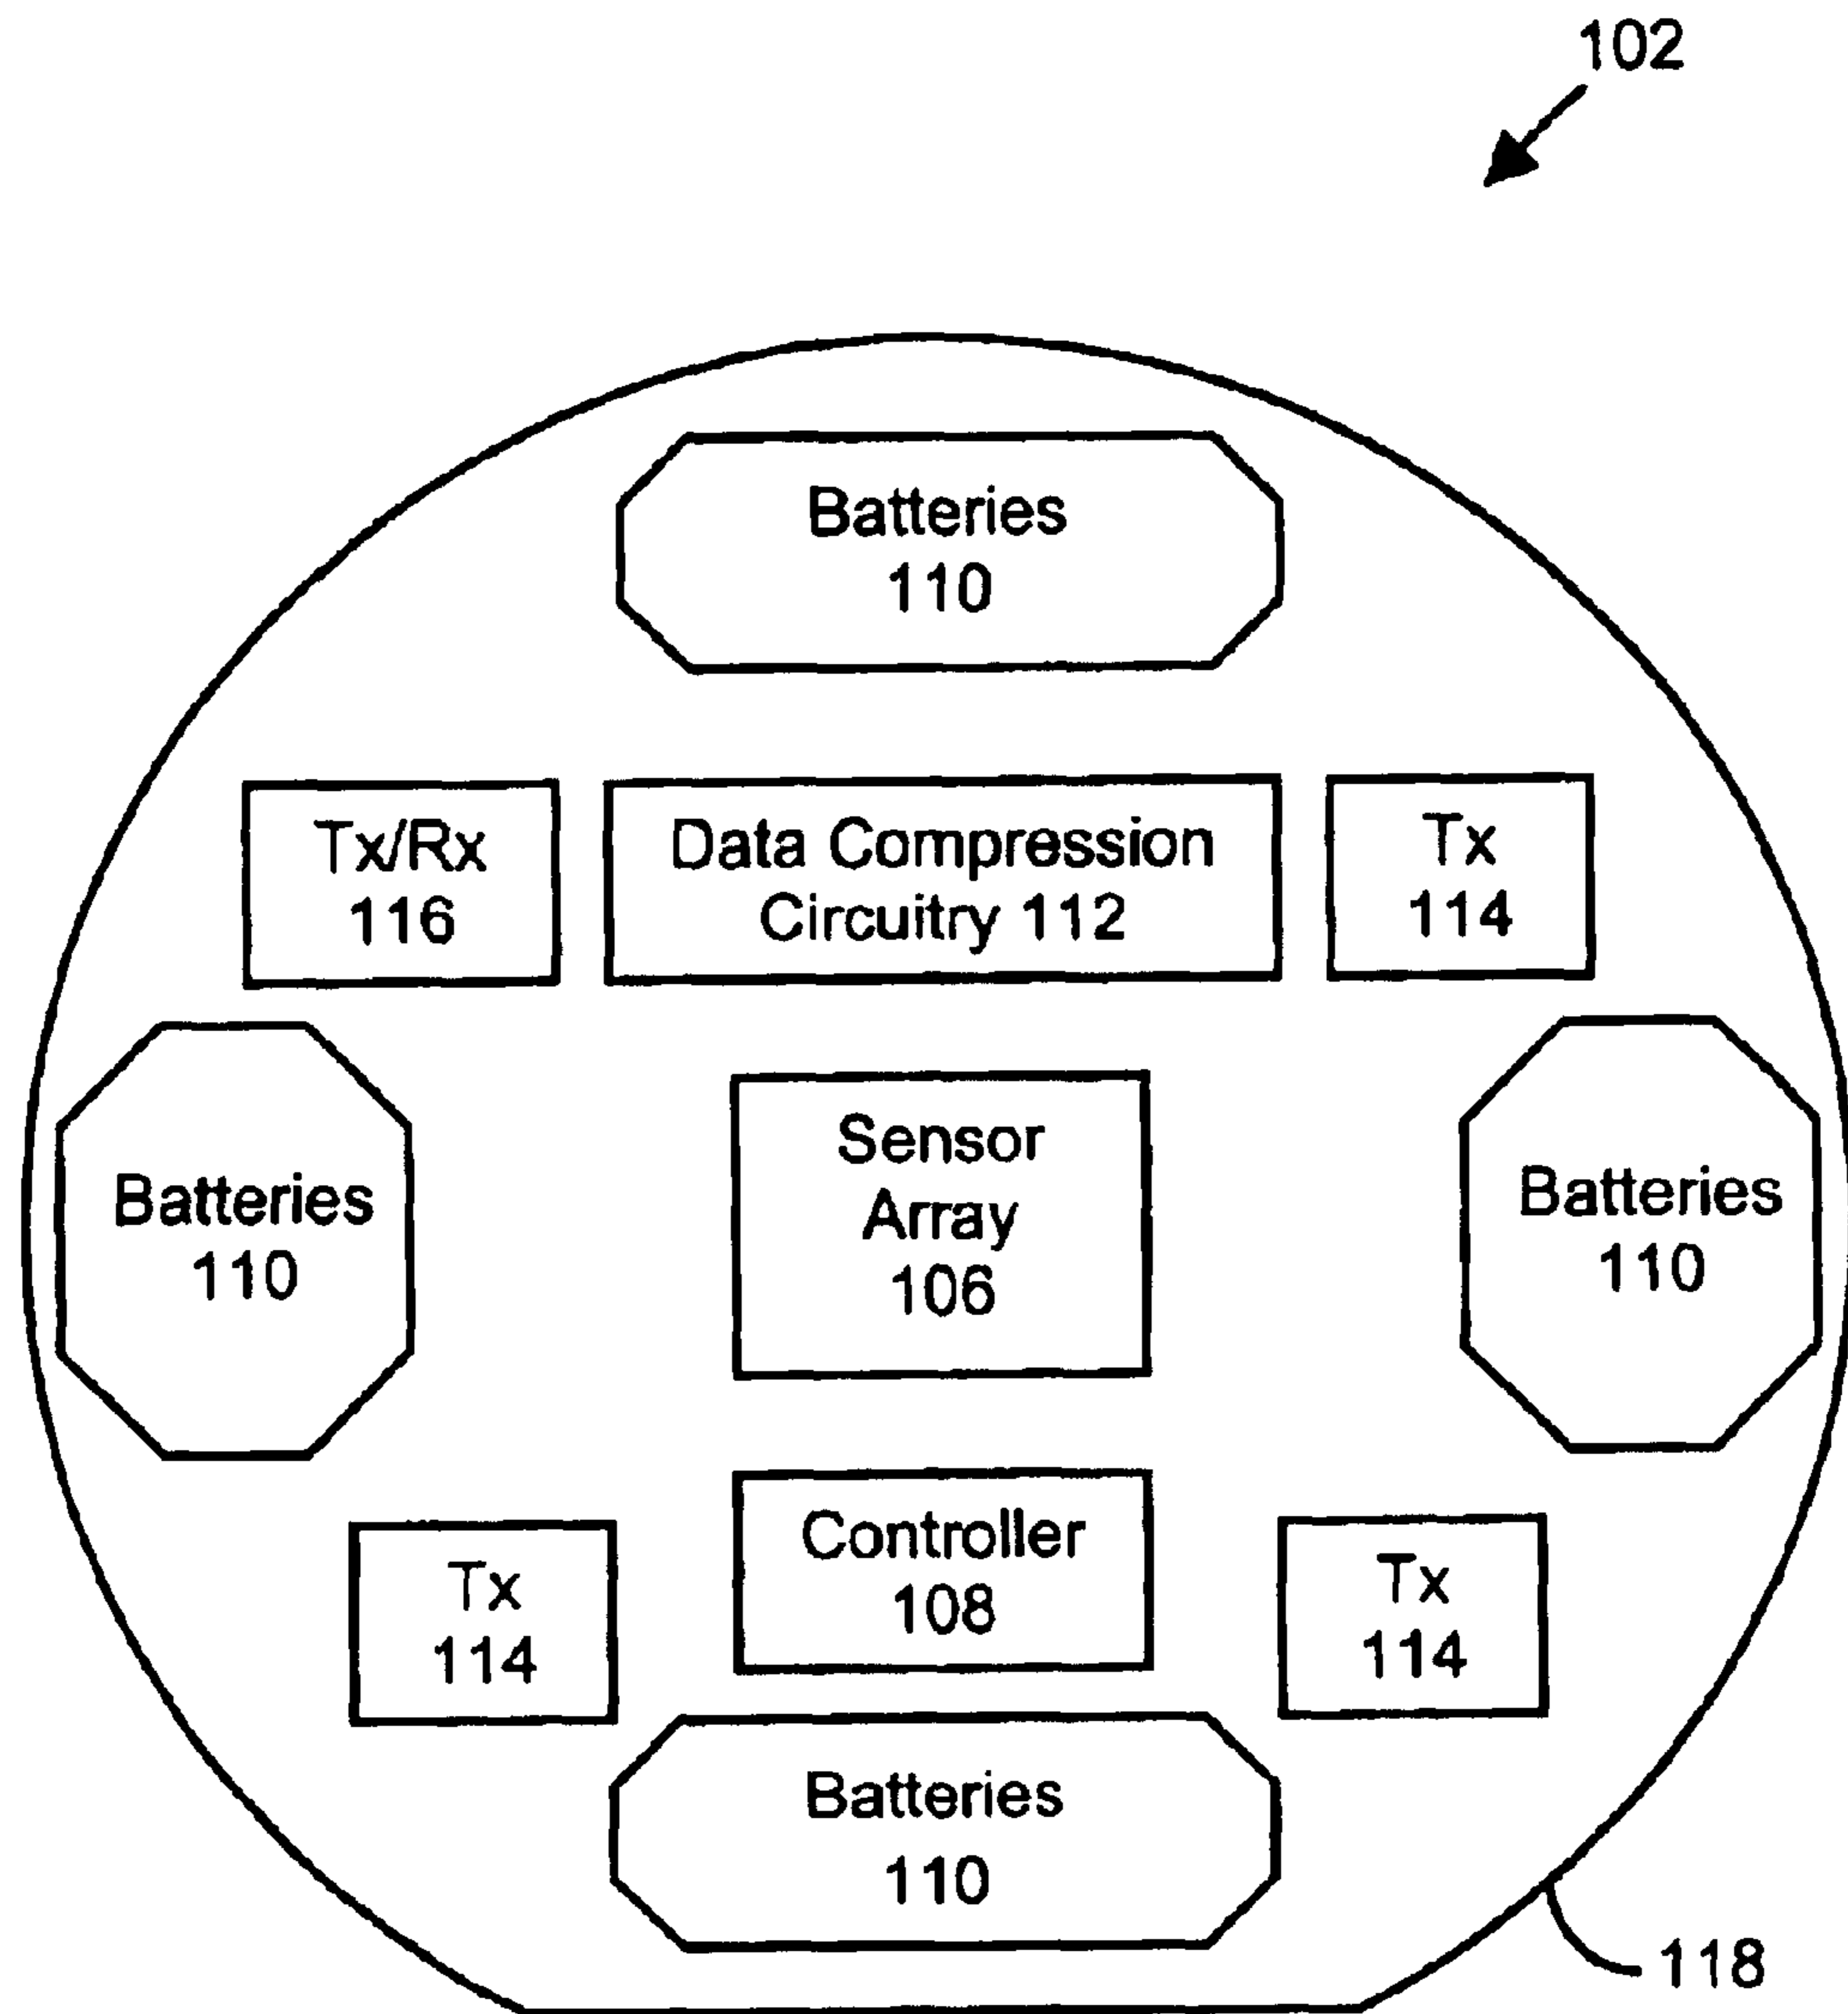 102
Batteries
110
Tx/Rx
116
Data Compression
Circuitry 112
Tx
114
Batteries
110
Sensor
Array
106
Batteries
110
Tx
114
Controller
108
Tx
114
Batteries
110
118